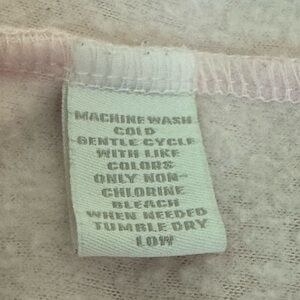 MACHINE WASH
COLD
GENTLE CYCLE
WITH LIKE
COLORS
ONLY NON-
CHLORINE
BLEACH
WHEN NEEDED
TUMBLE DRY
LOW